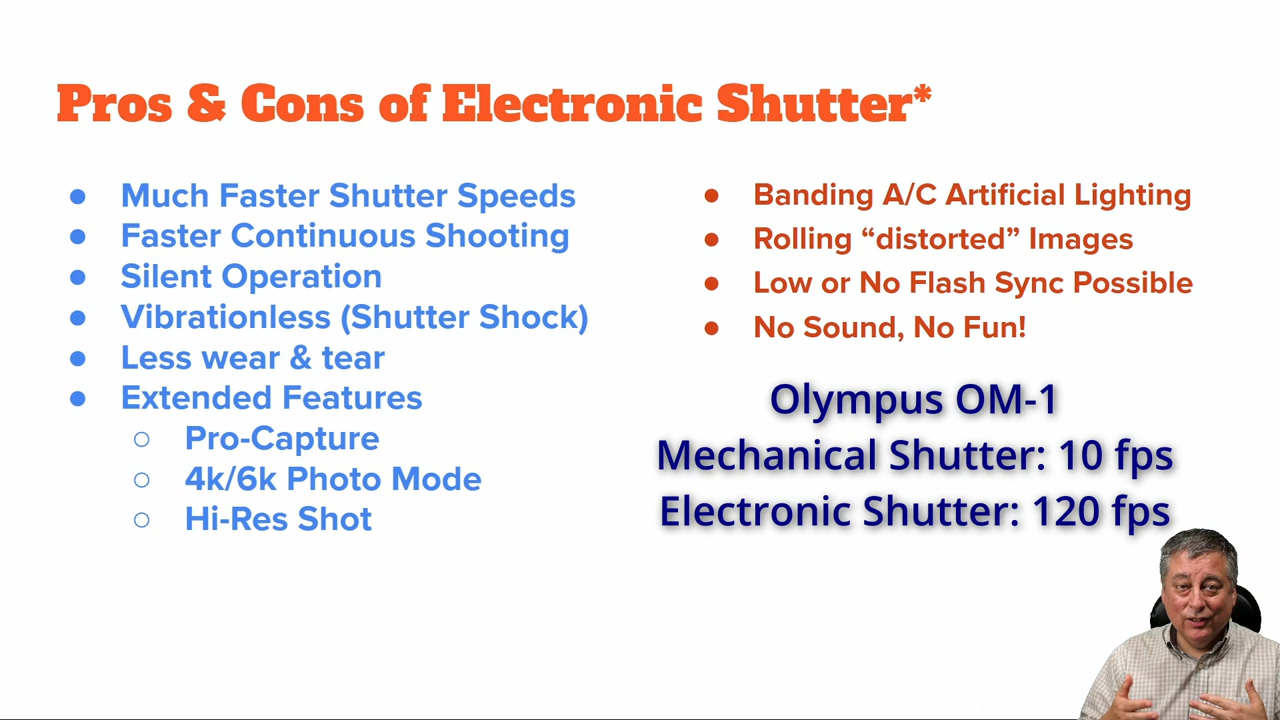 Pros & Cons of Electronic Shutter*
Much Faster Shutter Speeds
Faster Continuous Shooting
Silent Operation
Vibrationless (Shutter Shock)
Less wear & tear
Extended Features
Pro-Capture
4k/6k Photo Mode
Hi-Res Shot
Banding A/C Artificial Lighting
Rolling “distorted” Images
Low or No Flash Sync Possible
No Sound, No Fun!
Olympus OM-1
Mechanical Shutter: 10 fps
Electronic Shutter: 120 fps